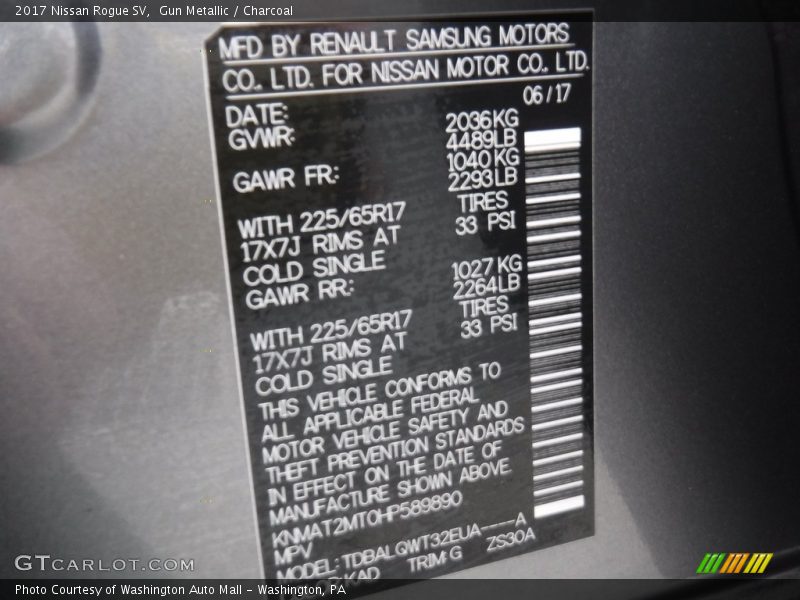 2017 Nissan Rogue SV, Gun Metallic / Charcoal
MFD BY RENAULT SAMSUNG MOTORS
CO., LTD. FOR NISSAN MOTOR CO., LTD.
DATE: 06/17
GVWR: 2036KG
4489LB
GAWR FR: 1040KG
2293LB
WITH 225/65R17 TIRES
17X7J RIMS AT 33 PSI
COLD SINGLE
GAWR RR: 1027KG
2264LB
WITH 225/65R17 TIRES
17X7J RIMS AT 33 PSI
COLD SINGLE
THIS VEHICLE CONFORMS TO
ALL APPLICABLE FEDERAL
MOTOR VEHICLE SAFETY AND
THEFT PREVENTION STANDARDS
IN EFFECT ON THE DATE OF
MANUFACTURE SHOWN ABOVE
KNMAT2MT0HP589890
MPV
MODEL: TDBALQWT32EUA----A
KAD TRIM:G ZS30A
GTCARLOT.COM
Photo Courtesy of Washington Auto Mall - Washington, PA